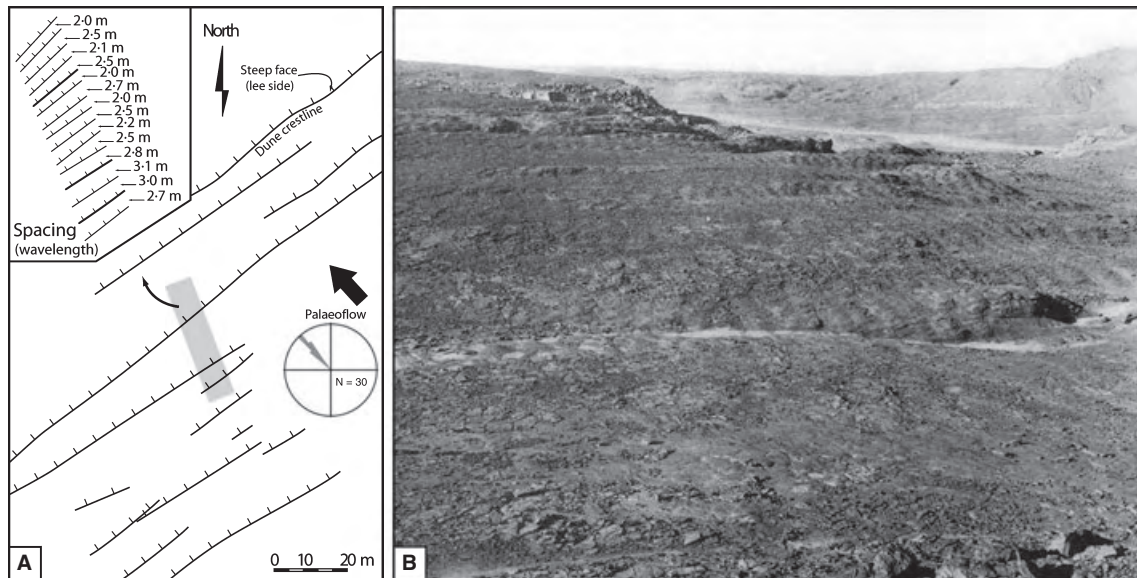 2·0 m
2·5 m
2·1 m
2·5 m
2·0 m
2·7 m
2·0 m
2·5 m
2·2 m
2·5 m
2·8 m
3·1 m
3·0 m
2·7 m
Spacing
(wavelength)
North
Steep face
(lee side)
Dune crestline
Palaeoflow
N = 30
0 10 20 m
A
B